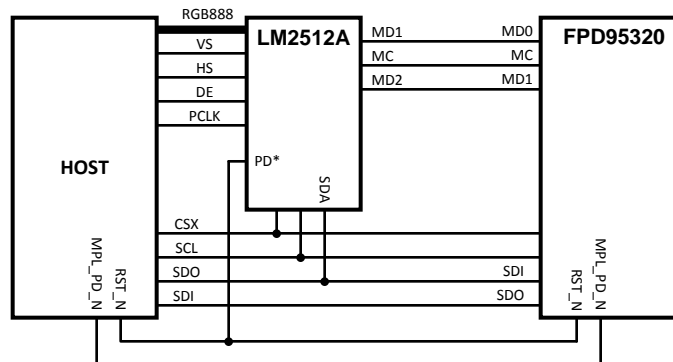 RGB888
LM2512A
FPD95320
VS
MD1
MD0
HS
MC
MC
DE
MD2
MD1
PCLK
HOST
PD*
SDA
CSX
SCL
SDO
SDI
SDI
SDO
MPL_PD_N
RST_N
RST_N
MPL_PD_N